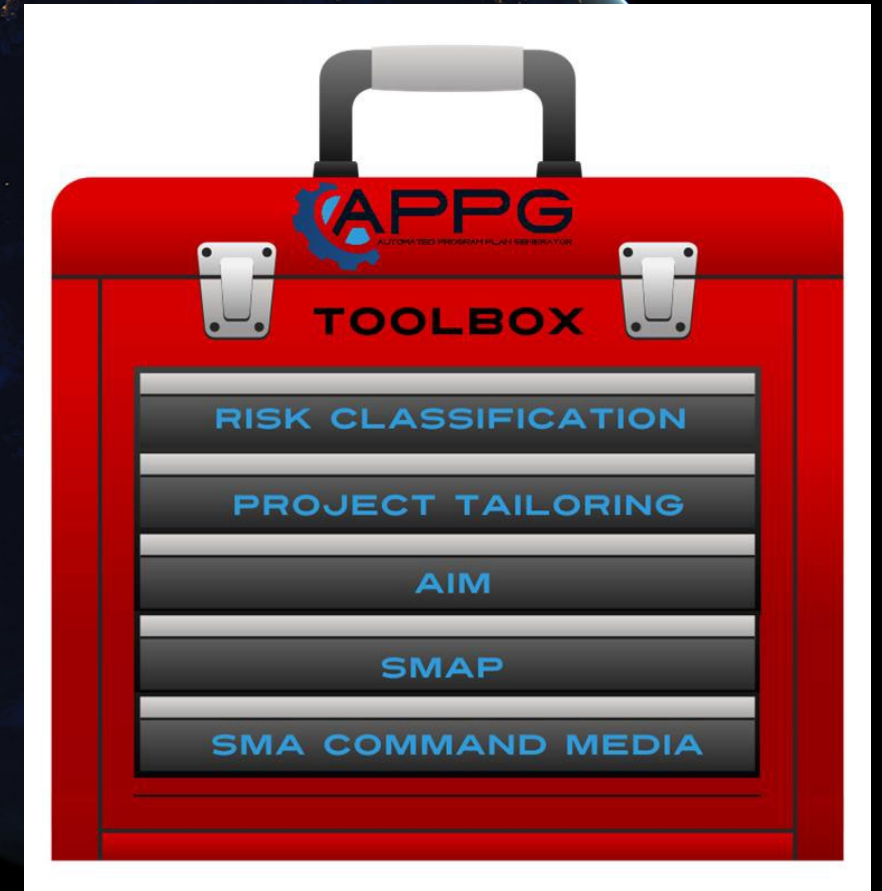 APPG
AUTOMATED PROGRAM PLAN GENERATOR
TOOLBOX
RISK CLASSIFICATION
PROJECT TAILORING
AIM
SMAP
SMA COMMAND MEDIA